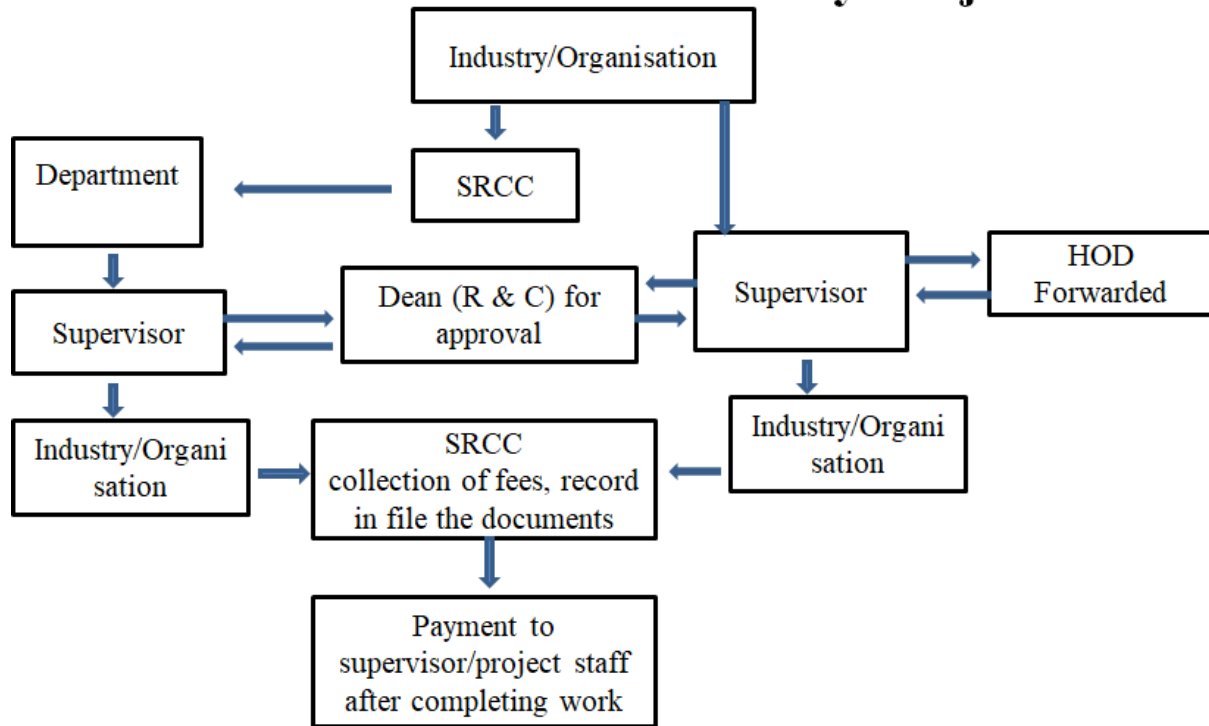 Industry/Organisation
Department
SRCC
Supervisor
Dean (R & C) for
approval
Supervisor
HOD
Forwarded
Industry/Organi
sation
SRCC
collection of fees, record
in file the documents
Industry/Organi
sation
Payment to
supervisor/project staff
after completing work